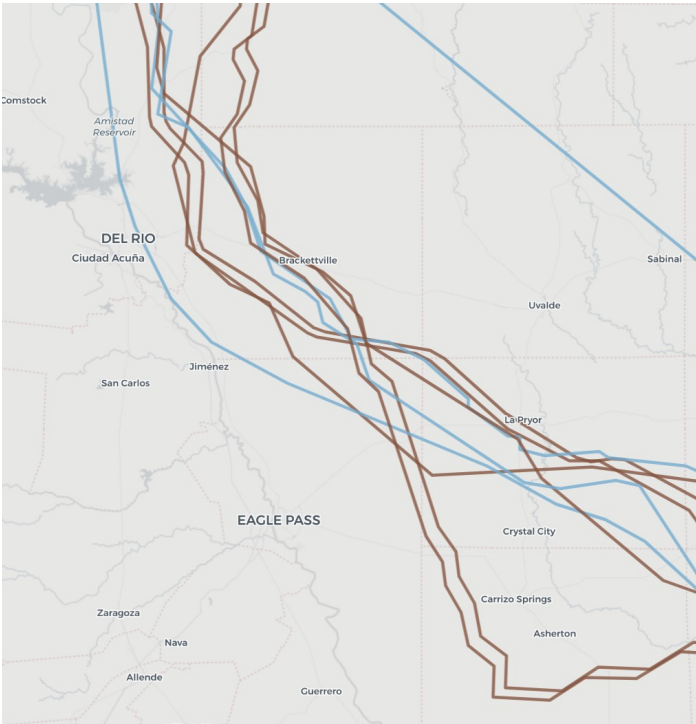 Comstock
Amistad
Reservoir
DEL RIO
Ciudad Acuña
Brackettville
Sabinal
Uvalde
Jiménez
San Carlos
La Pryor
EAGLE PASS
Crystal City
Carrizo Springs
Zaragoza
Asherton
Nava
Allende
Guerrero